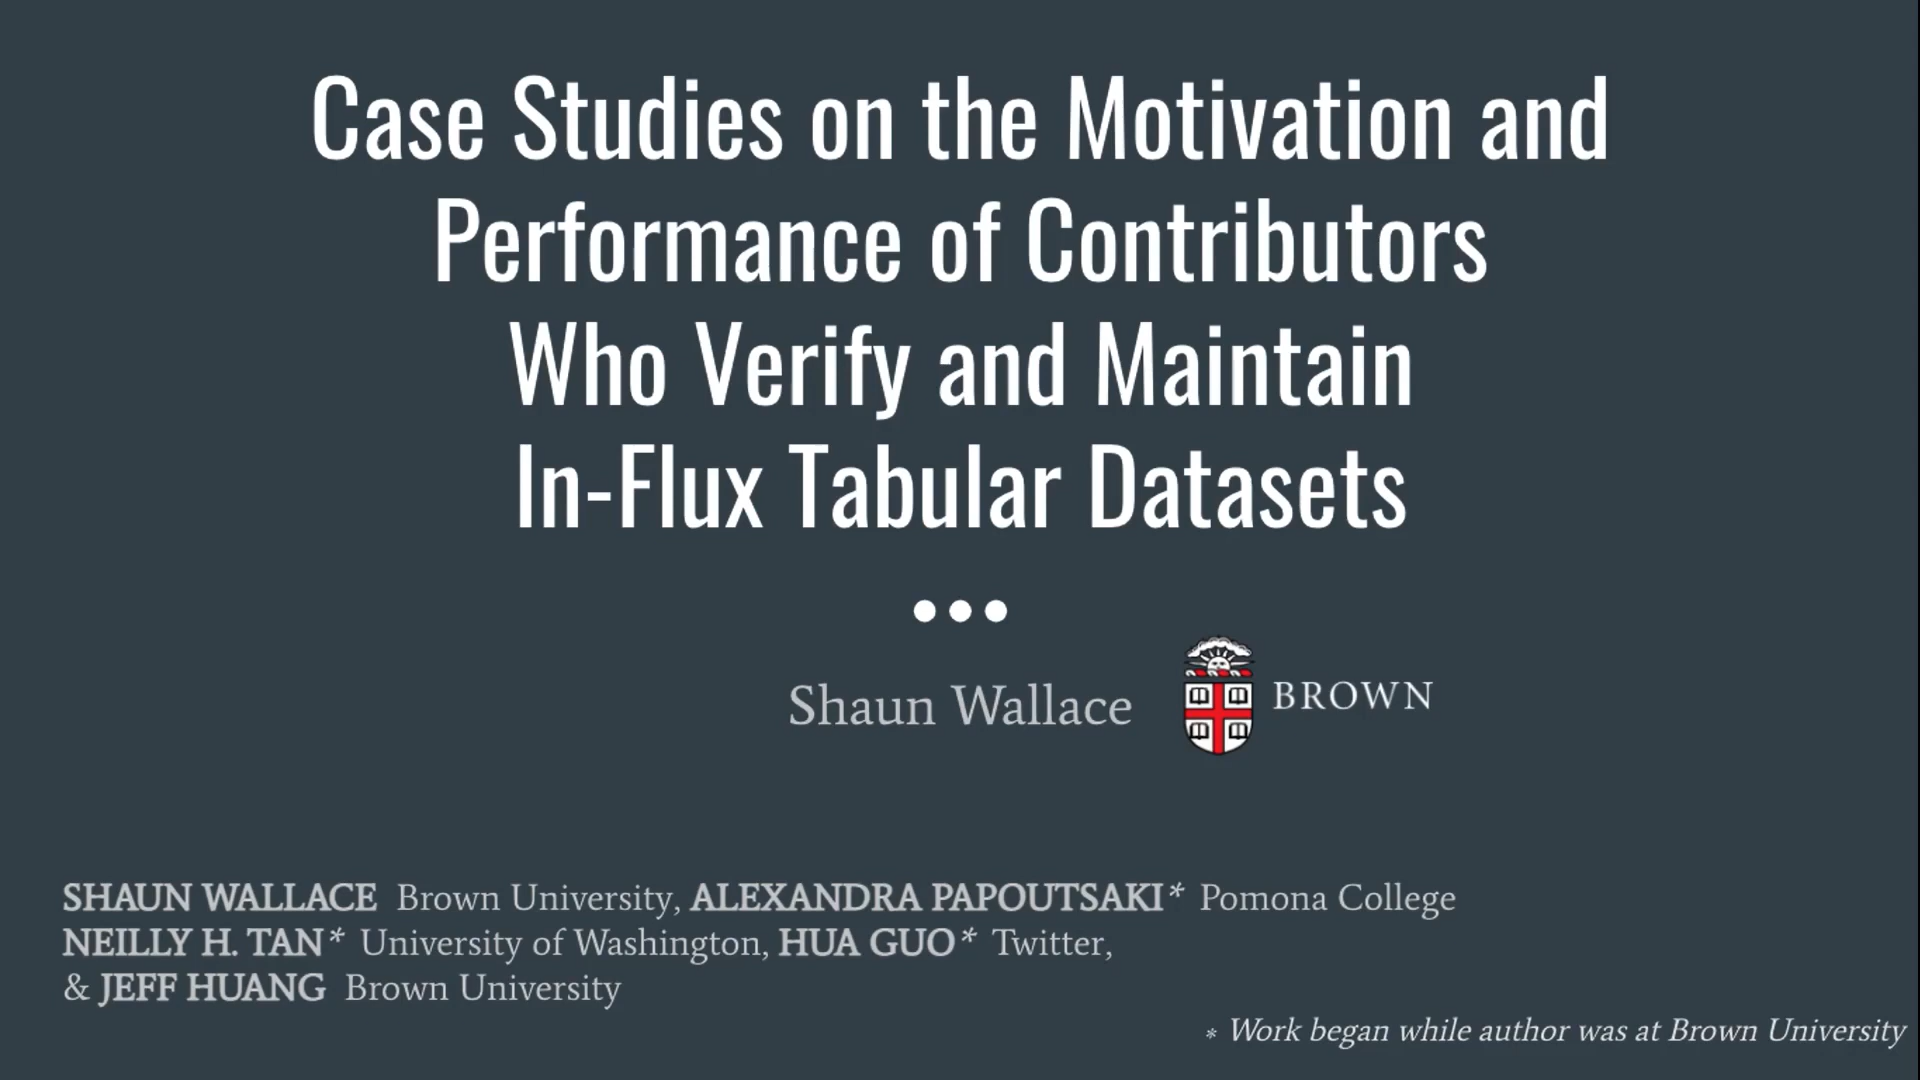 Case Studies on the Motivation and
Performance of Contributors
Who Verify and Maintain
In-Flux Tabular Datasets
Shaun Wallace
BROWN
SHAUN WALLACE Brown University, ALEXANDRA PAPOUTSAKI* Pomona College
NEILLY H. TAN* University of Washington, HUA GUO* Twitter,
& JEFF HUANG Brown University
* Work began while author was at Brown University